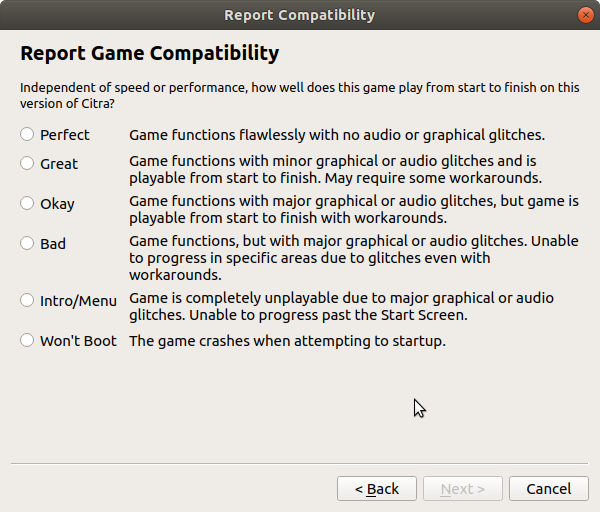 Report Compatibility
Report Game Compatibility
Independent of speed or performance, how well does this game play from start to finish on this
version of Citra?
Perfect Game functions flawlessly with no audio or graphical glitches.
Great Game functions with minor graphical or audio glitches and is
playable from start to finish. May require some workarounds.
Okay Game functions with major graphical or audio glitches, but game is
playable from start to finish with workarounds.
Bad Game functions, but with major graphical or audio glitches. Unable
to progress in specific areas due to glitches even with
workarounds.
Intro/Menu Game is completely unplayable due to major graphical or audio
glitches. Unable to progress past the Start Screen.
Won't Boot The game crashes when attempting to startup.
< Back Next > Cancel